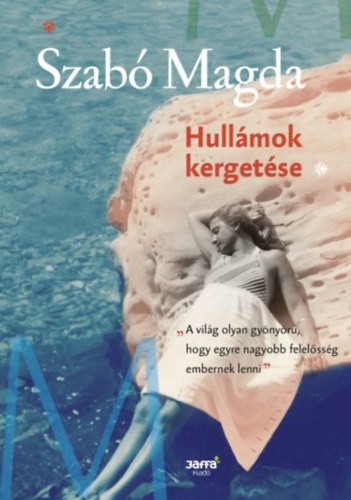 Szabó Magda
Hullámok
kergetése
„A világ olyan gyönyörű,
hogy egyre nagyobb felelősség
embernek lenni”
Jaffa
Kiadó